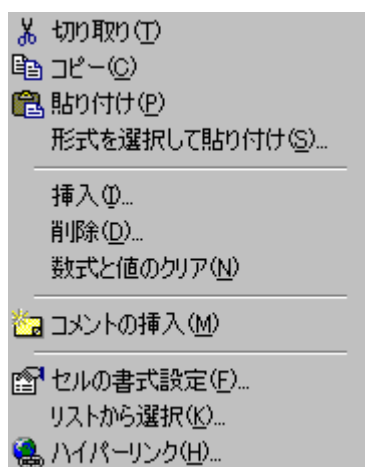 切り取り(T)
コピー(C)
貼り付け(P)
形式を選択して貼り付け(S)...
挿入(I)...
削除(D)...
数式と値のクリア(N)
コメントの挿入(M)
セルの書式設定(F)...
リストから選択(K)...
ハイパーリンク(H)...